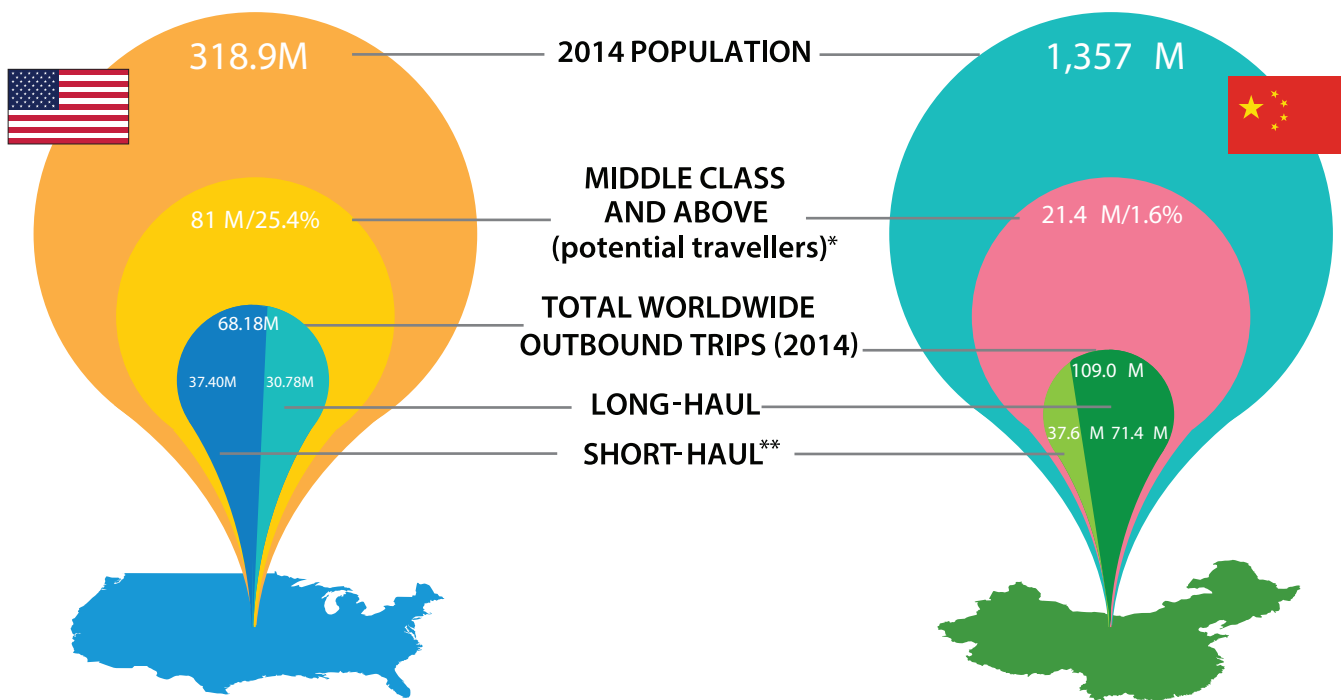 318.9M
2014 POPULATION
1,357 M
MIDDLE CLASS
AND ABOVE
(potential travellers)*
81 M/25.4%
21.4 M/1.6%
TOTAL WORLDWIDE
OUTBOUND TRIPS (2014)
68.18M
109.0 M
37.40M
30.78M
LONG-HAUL
37.6 M
71.4 M
SHORT-HAUL**